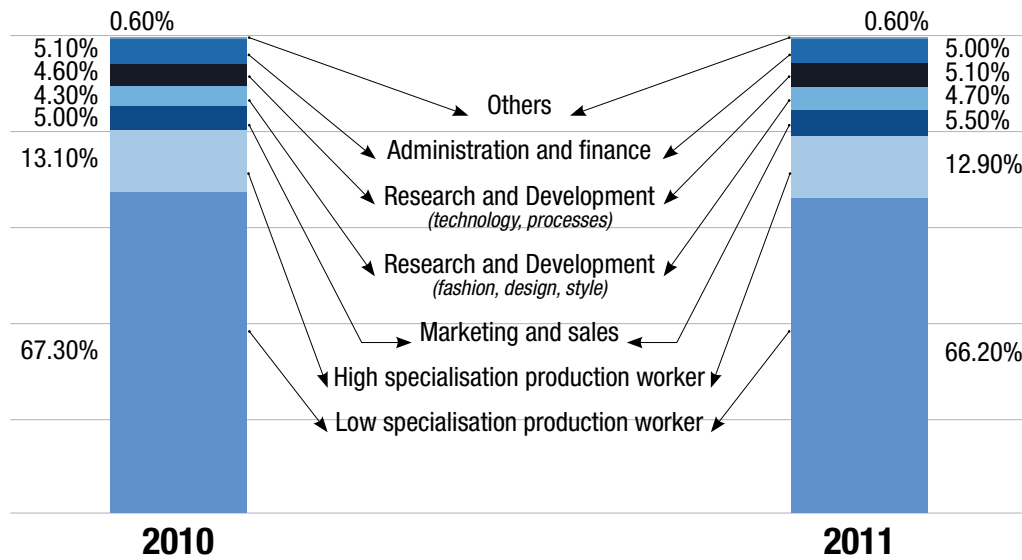 0.60%
5.10%
4.60%
4.30%
5.00%
13.10%
67.30%
2010
Others
Administration and finance
Research and Development
(technology, processes)
Research and Development
(fashion, design, style)
Marketing and sales
High specialisation production worker
Low specialisation production worker
0.60%
5.00%
5.10%
4.70%
5.50%
12.90%
66.20%
2011